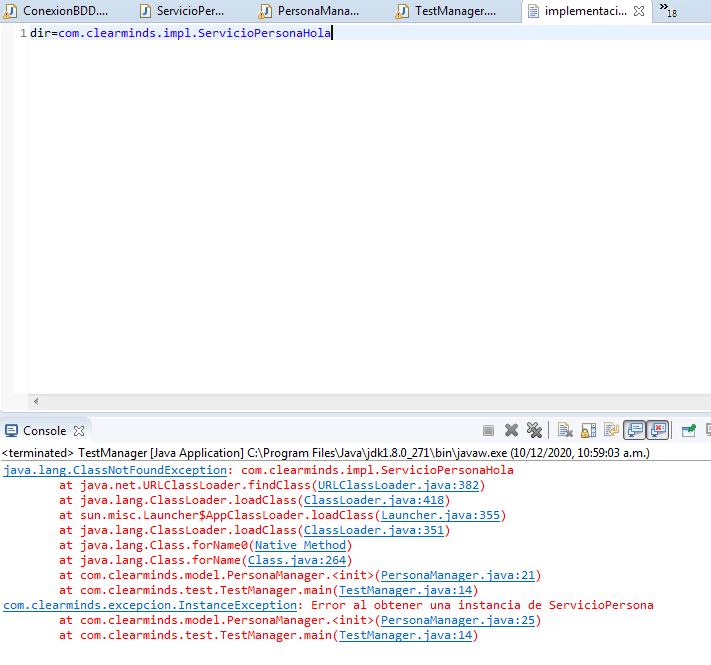 ConexionBDD.... ServicioPer... PersonaMana... TestManager.... implementaci... 18
1 dir=com.clearminds.impl.ServicioPersonaHola
Console
<terminated> TestManager [Java Application] C:\Program Files\Java\jdk1.8.0_271\bin\javaw.exe (10/12/2020, 10:59:03 a.m.)
java.lang.ClassNotFoundException: com.clearminds.impl.ServicioPersonaHola
at java.net.URLClassLoader.findClass(URLClassLoader.java:382)
at java.lang.ClassLoader.loadClass(ClassLoader.java:418)
at sun.misc.Launcher$AppClassLoader.loadClass(Launcher.java:355)
at java.lang.ClassLoader.loadClass(ClassLoader.java:351)
at java.lang.Class.forName0(Native Method)
at java.lang.Class.forName(Class.java:264)
at com.clearminds.model.PersonaManager.<init>(PersonaManager.java:21)
at com.clearminds.test.TestManager.main(TestManager.java:14)
com.clearminds.excepcion.InstanceException: Error al obtener una instancia de ServicioPersona
at com.clearminds.model.PersonaManager.<init>(PersonaManager.java:25)
at com.clearminds.test.TestManager.main(TestManager.java:14)